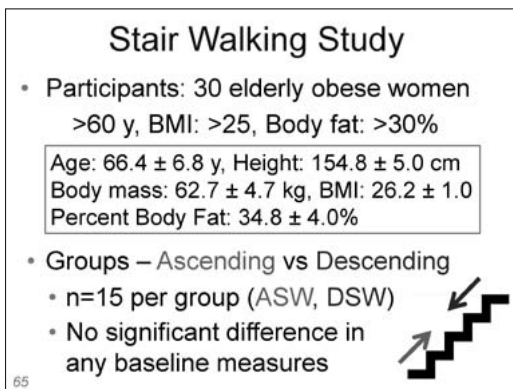 Stair Walking Study
• Participants: 30 elderly obese women
>60 y, BMI: >25, Body fat: >30%
Age: 66.4 ± 6.8 y, Height: 154.8 ± 5.0 cm
Body mass: 62.7 ± 4.7 kg, BMI: 26.2 ± 1.0
Percent Body Fat: 34.8 ± 4.0%
• Groups – Ascending vs Descending
• n=15 per group (ASW, DSW)
• No significant difference in
any baseline measures
65